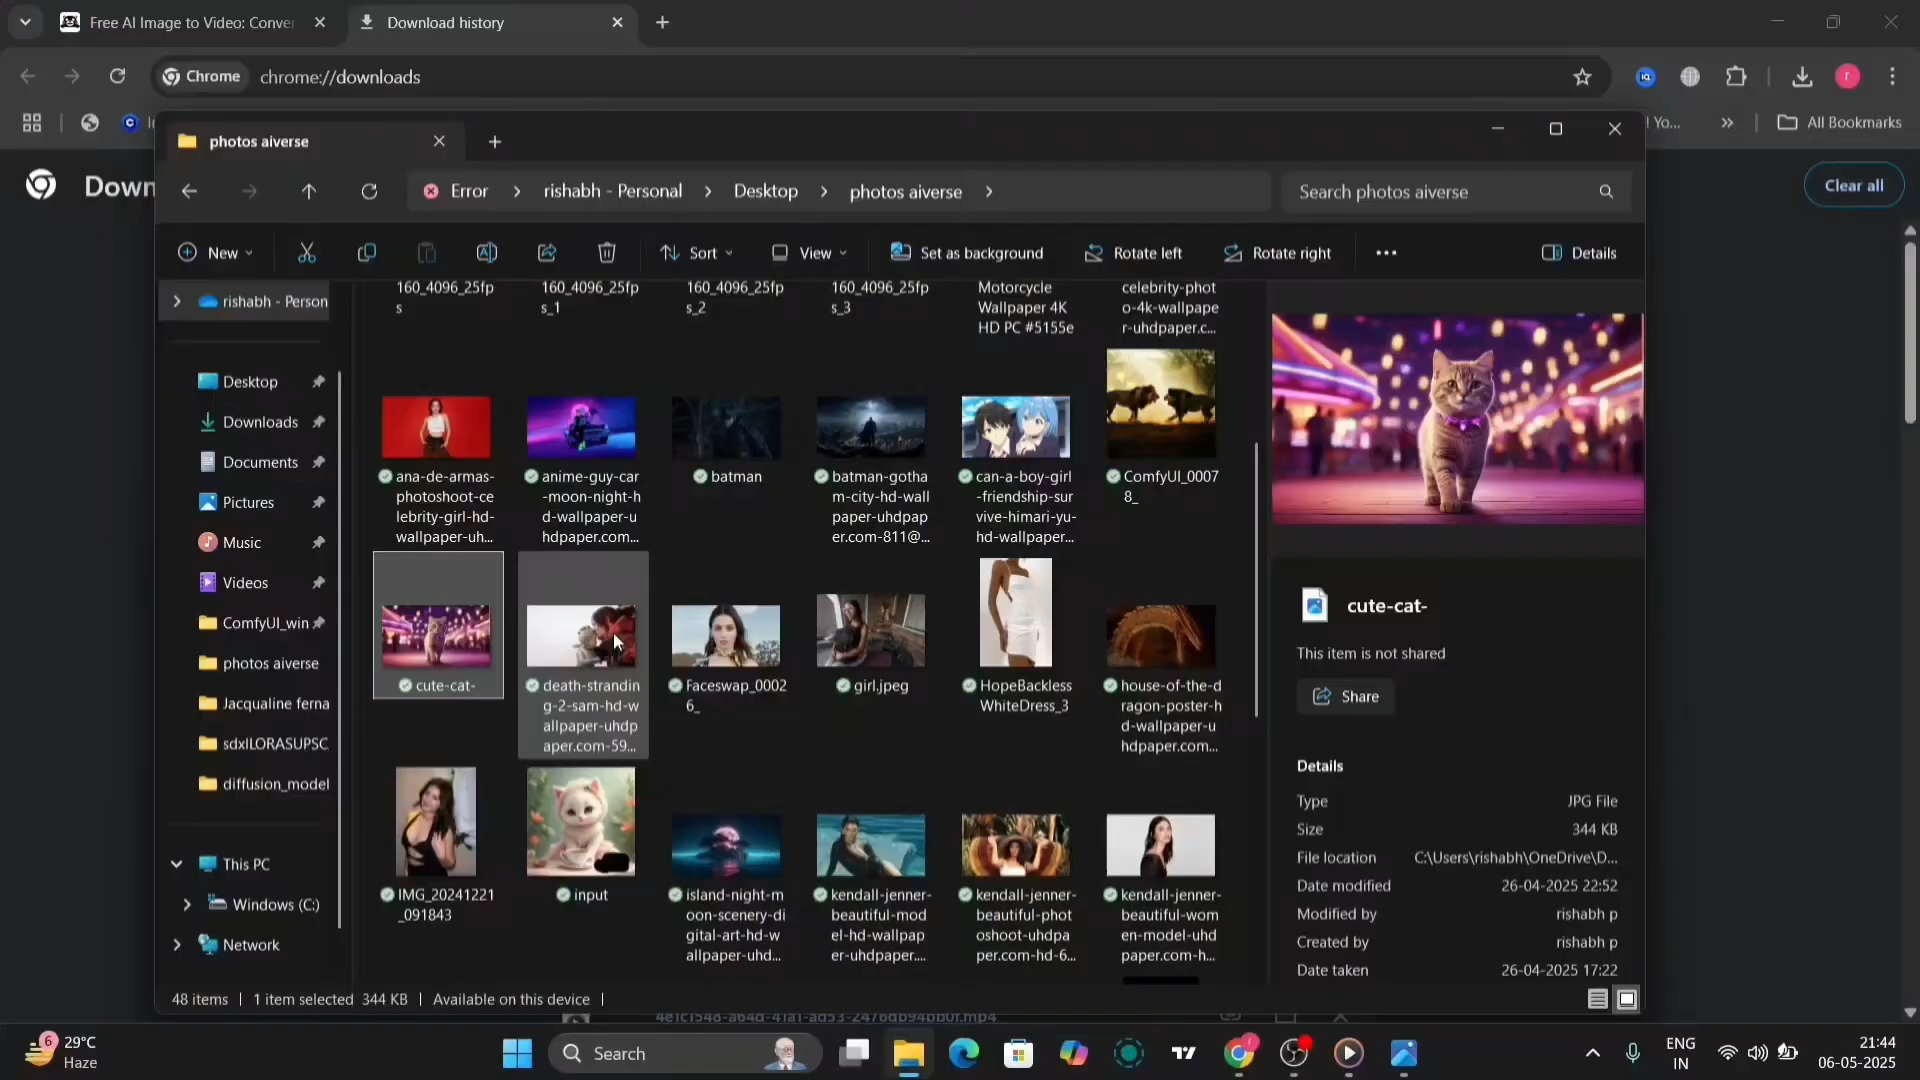 Free AI Image to Video: Conver
Download history
Chrome
chrome://downloads
All Bookmarks
photos aiverse
Error > rishabh - Personal > Desktop > photos aiverse >
Search photos aiverse
Clear all
New
Sort
View
Set as background
Rotate left
Rotate right
Details
rishabh - Person
Desktop
Downloads
Documents
Pictures
Music
Videos
ComfyUI_win
photos aiverse
Jacqualine ferna
sdxlLORASUPSC
diffusion_model
This PC
Windows (C:)
Network
160_4096_25fp
s
160_4096_25fp
s_1
160_4096_25fp
s_2
160_4096_25fp
s_3
Motorcycle
Wallpaper 4K
HD PC #5155e
celebrity-phot
o-4k-wallpape
r-uhdpaper.c...
ana-de-armas-
photoshoot-ce
lebrity-girl-hd-
wallpaper-uh...
anime-guy-car
-moon-night-h
d-wallpaper-u
hdpaper.com...
batman
batman-gotha
m-city-hd-wall
paper-uhdpap
er.com-811@...
can-a-boy-girl
-friendship-sur
vive-himari-yu-
hd-wallpaper...
ComfyUI_0007
8_
cute-cat-
death-strandin
g-2-sam-hd-w
allpaper-uhdp
aper.com-59...
Faceswap_0002
6_
girl.jpeg
HopeBackless
WhiteDress_3
house-of-the-d
ragon-poster-h
d-wallpaper-u
hdpaper.com...
IMG_20241221
_091843
input
island-night-m
oon-scenery-di
gital-art-hd-w
allpaper-uhd...
kendall-jenner-
beautiful-mod
el-hd-wallpap
er-uhdpaper....
kendall-jenner-
beautiful-phot
oshoot-uhdpa
per.com-hd-6...
kendall-jenner-
beautiful-wom
en-model-uhd
paper.com-h...
cute-cat-
This item is not shared
Share
Details
Type JPG File
Size 344 KB
File location C:\Users\rishabh\OneDrive\D...
Date modified 26-04-2025 22:52
Modified by rishabh p
Created by rishabh p
Date taken 26-04-2025 17:22
48 items | 1 item selected 344 KB | Available on this device |
6
29°C
Haze
Search
ENG
IN
21:44
06-05-2025